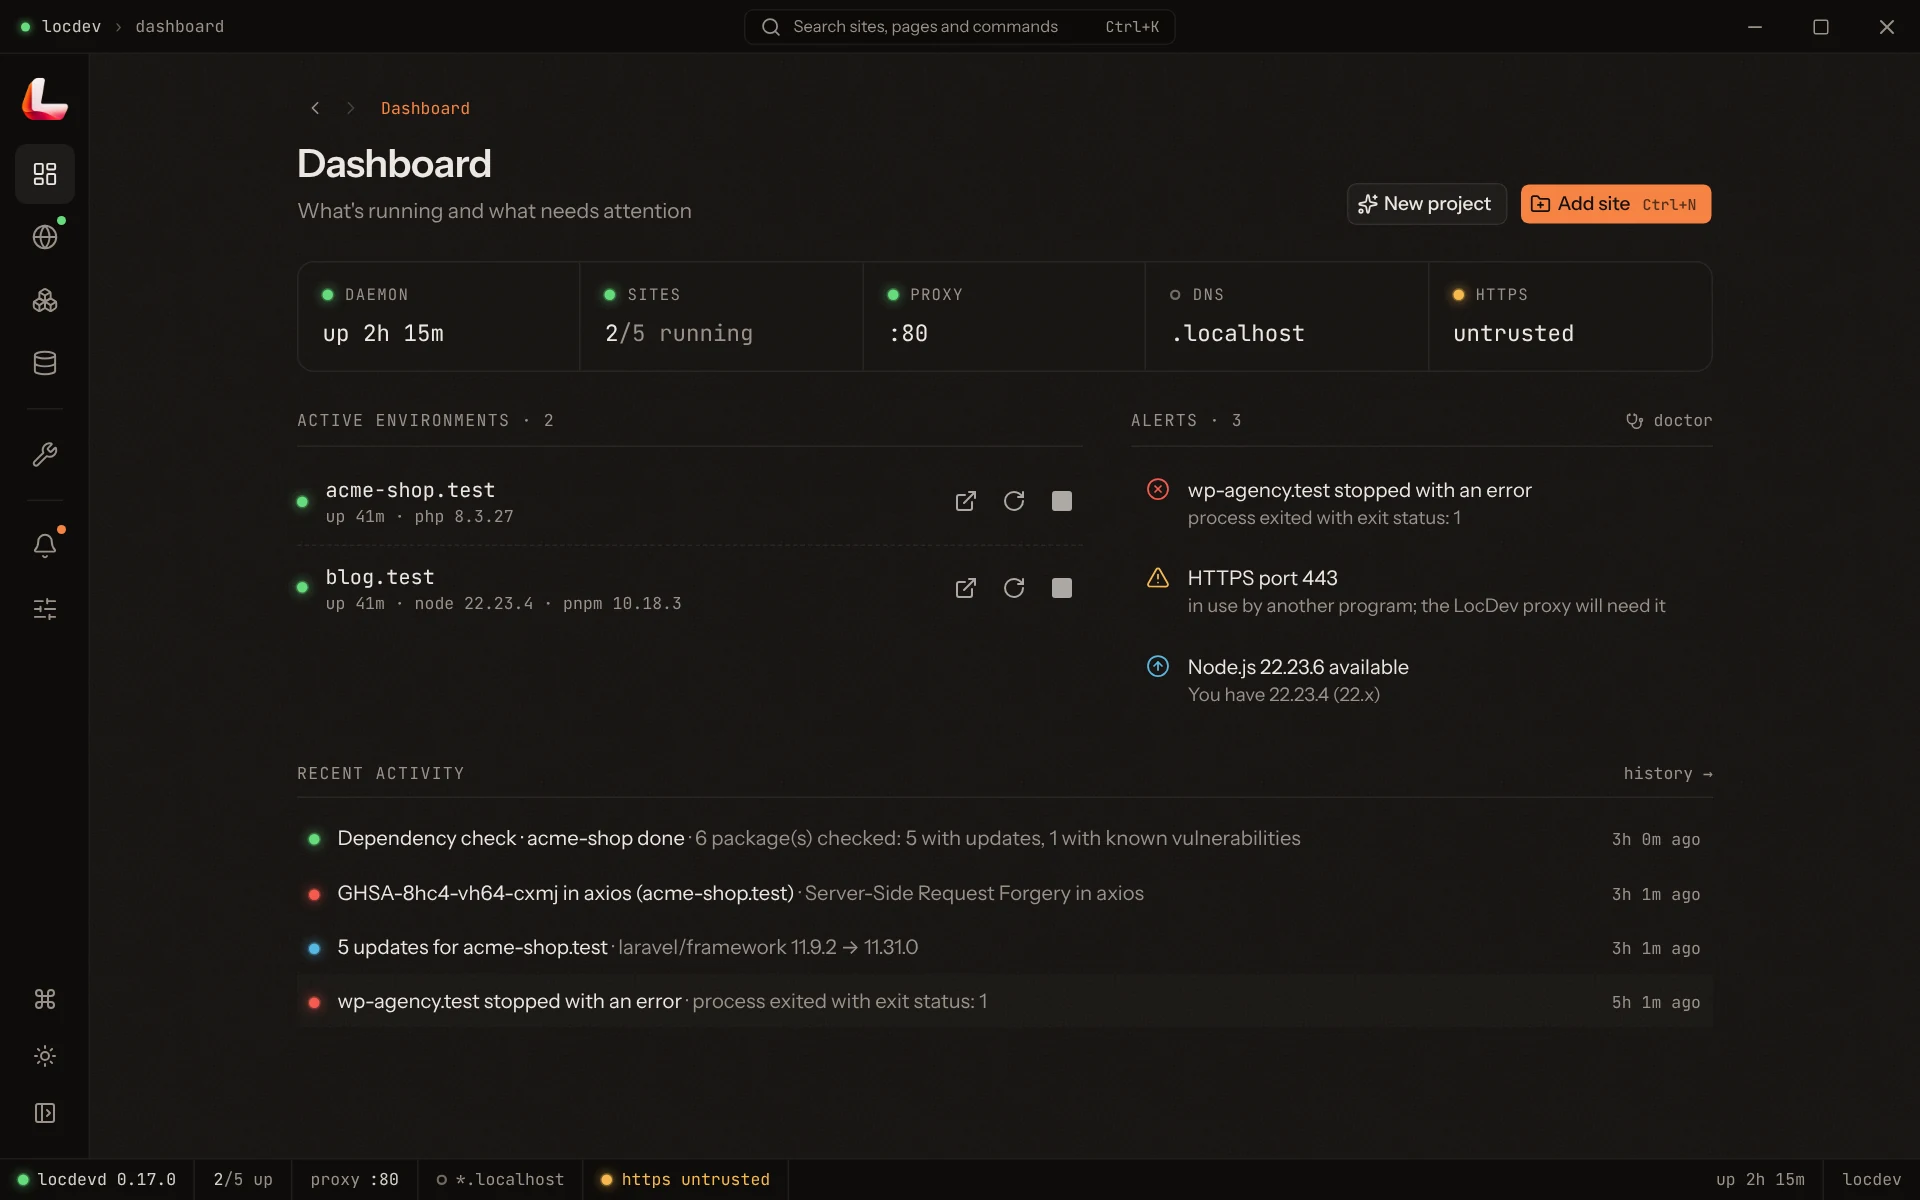 locdev › dashboard
Search sites, pages and commands Ctrl+K
Dashboard
Dashboard
What's running and what needs attention
New project
Add site Ctrl+N
DAEMON
up 2h 15m
SITES
2/5 running
PROXY
:80
DNS
.localhost
HTTPS
untrusted
ACTIVE ENVIRONMENTS · 2
acme-shop.test
up 41m · php 8.3.27
blog.test
up 41m · node 22.23.4 · pnpm 10.18.3
ALERTS · 3
doctor
wp-agency.test stopped with an error
process exited with exit status: 1
HTTPS port 443
in use by another program; the LocDev proxy will need it
Node.js 22.23.6 available
You have 22.23.4 (22.x)
RECENT ACTIVITY
history →
Dependency check · acme-shop done · 6 package(s) checked: 5 with updates, 1 with known vulnerabilities 3h 0m ago
GHSA-8hc4-vh64-cxmj in axios (acme-shop.test) · Server-Side Request Forgery in axios 3h 1m ago
5 updates for acme-shop.test · laravel/framework 11.9.2 → 11.31.0 3h 1m ago
wp-agency.test stopped with an error · process exited with exit status: 1 5h 1m ago
locdevd 0.17.0 2/5 up proxy :80 *.localhost https untrusted up 2h 15m locdev